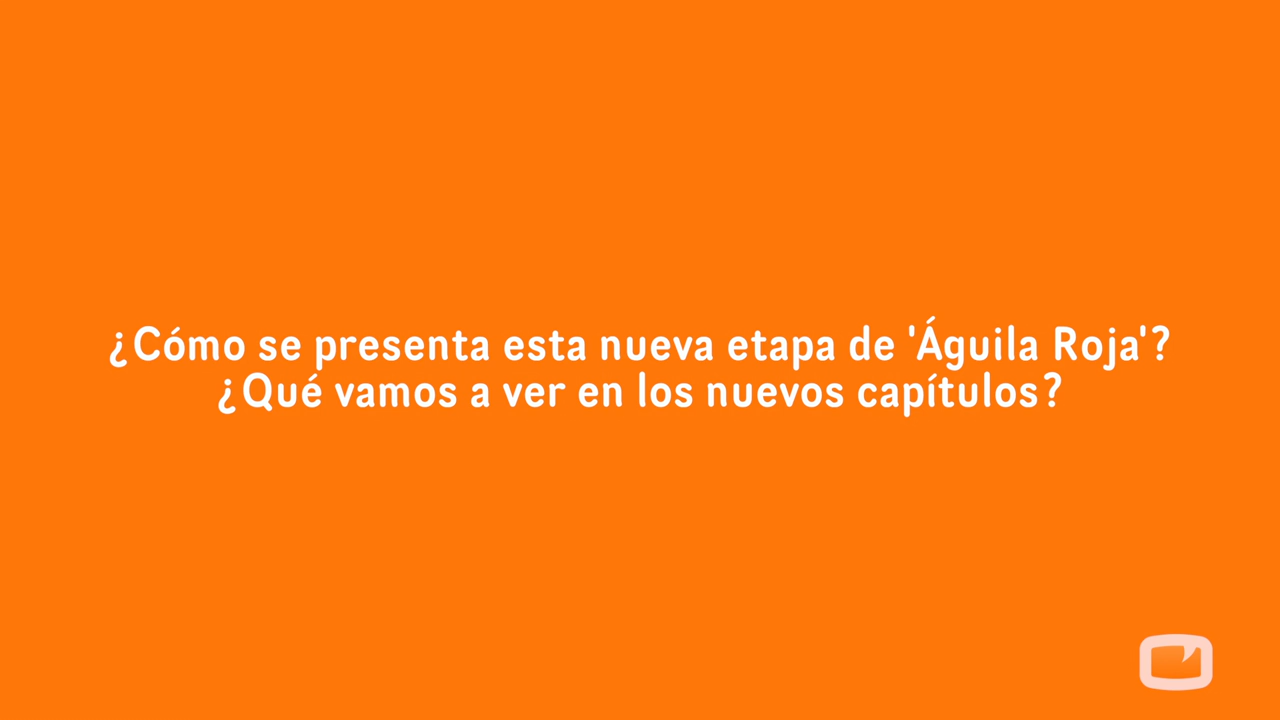 ¿Cómo se presenta esta nueva etapa de 'Águila Roja'?
¿Qué vamos a ver en los nuevos capítulos?